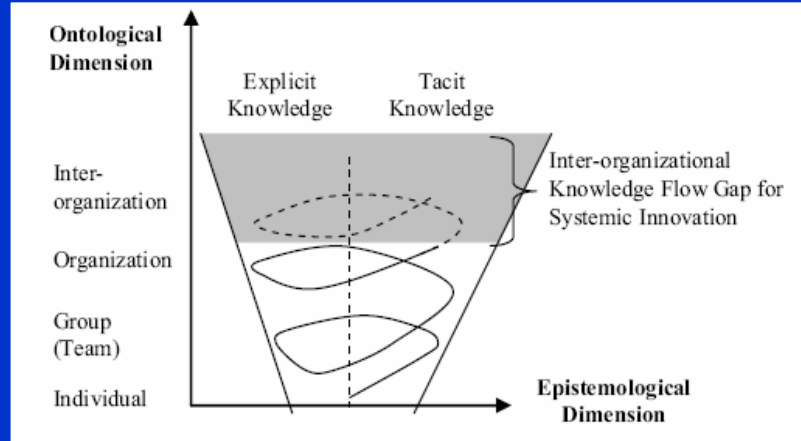 Ontological
Dimension
Explicit
Knowledge
Tacit
Knowledge
Inter-
organization
Inter-organizational
Knowledge Flow Gap for
Systemic Innovation
Organization
Group
(Team)
Individual
Epistemological
Dimension